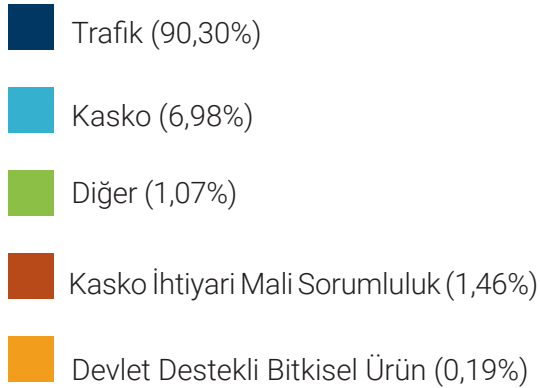 Trafik (90,30%)
Kasko (6,98%)
Diğer (1,07%)
Kasko İhtiyari Mali Sorumluluk (1,46%)
Devlet Destekli Bitkisel Ürün (0,19%)